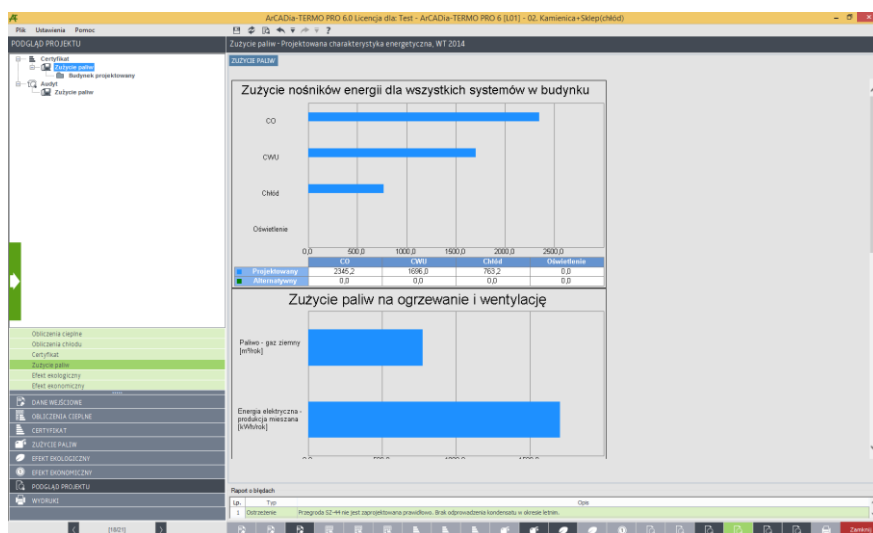 ArCADia-TERMO PRO 6.0 Licencja dla: Test - ArCADia-TERMO PRO 6 [L01] - 02. Kamienica+Sklep(chłód)
Plik Ustawienia Pomoc
PODGLĄD PROJEKTU
Zużycie paliw - Projektowana charakterystyka energetyczna, WT 2014
Certyfikat
Zużycie paliw
Budynek projektowany
Audyt
Zużycie paliw
ZUŻYCIE PALIW
Zużycie nośników energii dla wszystkich systemów w budynku
CO
CWU
Chłód
Oświetlenie
0,0 500,0 1000,0 1500,0 2000,0 2500,0
CO CWU Chłód Oświetlenie
Projektowany 2345,2 1696,0 763,2 0,0
Alternatywny 0,0 0,0 0,0 0,0
Zużycie paliw na ogrzewanie i wentylację
Paliwo - gaz ziemny
[m³/rok]
Energia elektryczna -
produkcja mieszana
[kWh/rok]
Obliczenia cieplne
Obliczenia chłodu
Certyfikat
Zużycie paliw
Efekt ekologiczny
Efekt ekonomiczny
DANE WEJŚCIOWE
OBLICZENIA CIEPLNE
CERTYFIKAT
ZUŻYCIE PALIW
EFEKT EKOLOGICZNY
EFEKT EKONOMICZNY
PODGLĄD PROJEKTU
WYDRUKI
Raport o błędach
Lp. Typ Opis
1 Ostrzeżenie Przegroda SZ-44 nie jest zaprojektowana prawidłowo. Brak odprowadzenia kondensatu w okresie letnim.
Zamknij